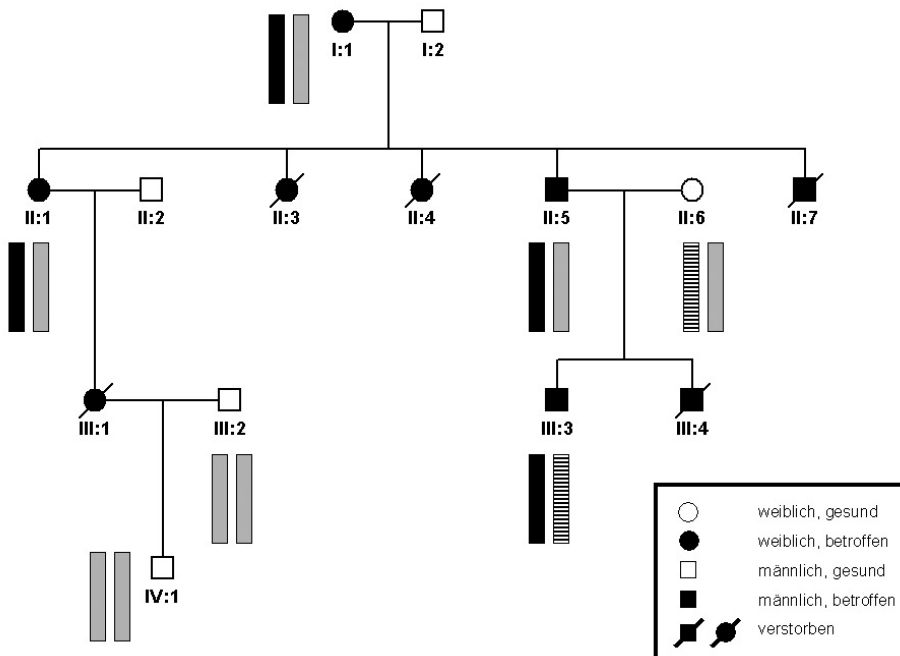 I:1 I:2
II:1 II:2 II:3 II:4 II:5 II:6 II:7
III:1 III:2 III:3 III:4
IV:1
weiblich, gesund
weiblich, betroffen
männlich, gesund
männlich, betroffen
verstorben